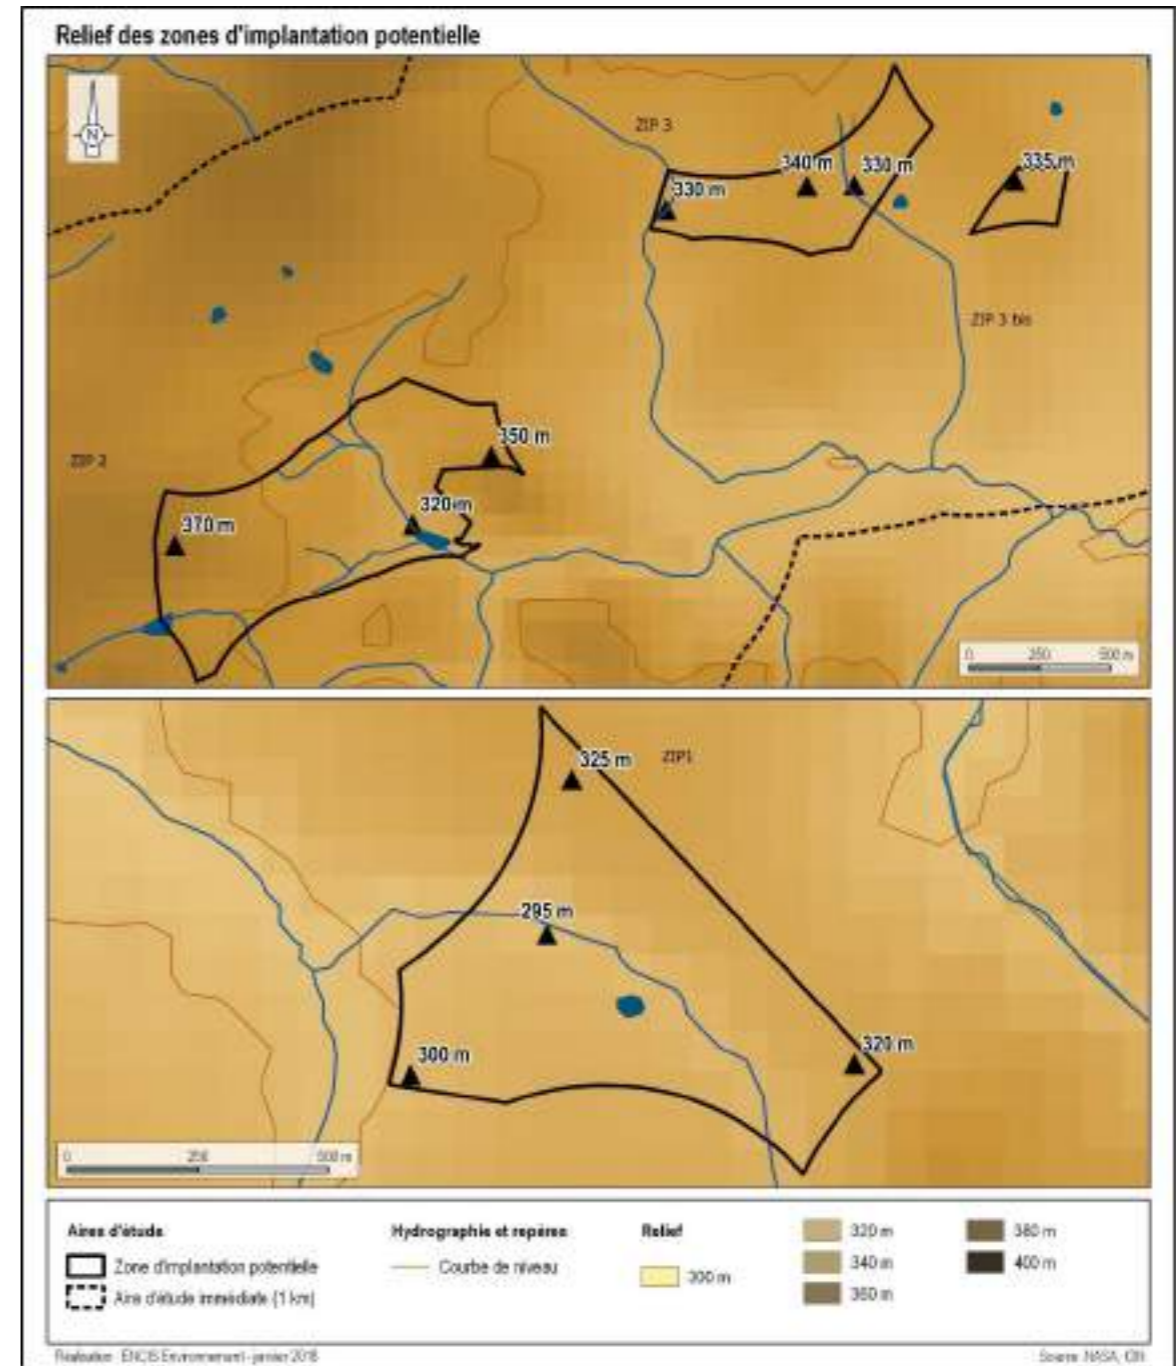 Relief des zones d'implantation potentielle
N
ZIP 3
340 m
330 m
335 m
330 m
ZIP 3 bis
350 m
ZIP 2
320 m
370 m
0 250 500 m
325 m
ZIP1
295 m
300 m
320 m
0 250 500 m
Aires d'étude
Zone d'implantation potentielle
Aire d'étude immédiate (1 km)
Hydrographie et repères
Courbe de niveau
Relief
300 m
320 m
340 m
360 m
380 m
400 m
Réalisation : ENCIS Environnement - janvier 2018
Source : NASA, IGN